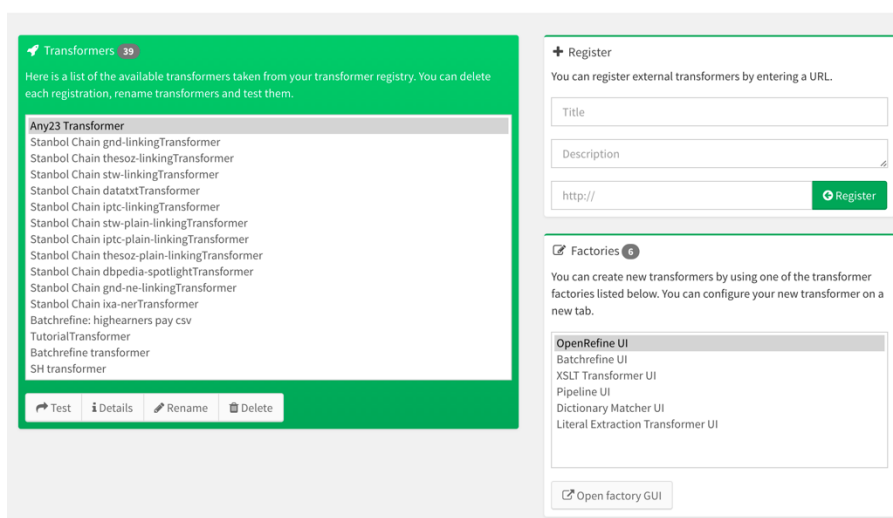 Transformers 39
Here is a list of the available transformers taken from your transformer registry. You can delete
each registration, rename transformers and test them.
Any23 Transformer
Stanbol Chain gnd-linkingTransformer
Stanbol Chain thesoz-linkingTransformer
Stanbol Chain stw-linkingTransformer
Stanbol Chain datatxtTransformer
Stanbol Chain iptc-linkingTransformer
Stanbol Chain stw-plain-linkingTransformer
Stanbol Chain iptc-plain-linkingTransformer
Stanbol Chain thesoz-plain-linkingTransformer
Stanbol Chain dbpedia-spotlightTransformer
Stanbol Chain gnd-ne-linkingTransformer
Stanbol Chain ixa-nerTransformer
Batchrefine: highearners pay csv
TutorialTransformer
Batchrefine transformer
SH transformer
Test Details Rename Delete
Register
You can register external transformers by entering a URL.
Title
Description
http:// Register
Factories 6
You can create new transformers by using one of the transformer
factories listed below. You can configure your new transformer on a
new tab.
OpenRefine UI
Batchrefine UI
XSLT Transformer UI
Pipeline UI
Dictionary Matcher UI
Literal Extraction Transformer UI
Open factory GUI